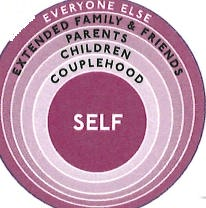 EVERYONE ELSE
EXTENDED FAMILY & FRIENDS
PARENTS
CHILDREN
COUPLEHOOD
SELF